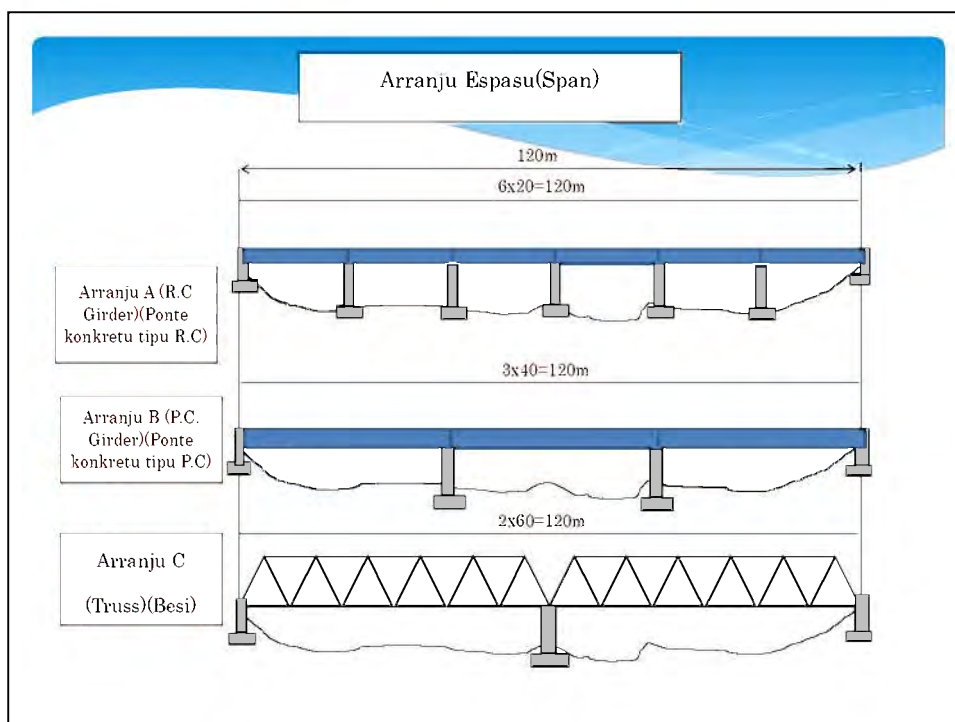 Arranju Espasu(Span)
120m
6x20=120m
Arranju A (R.C
Girder)(Ponte
konkretu tipu R.C)
3x40=120m
Arranju B (P.C.
Girder)(Ponte
konkretu tipu P.C)
2x60=120m
Arranju C
(Truss)(Besi)